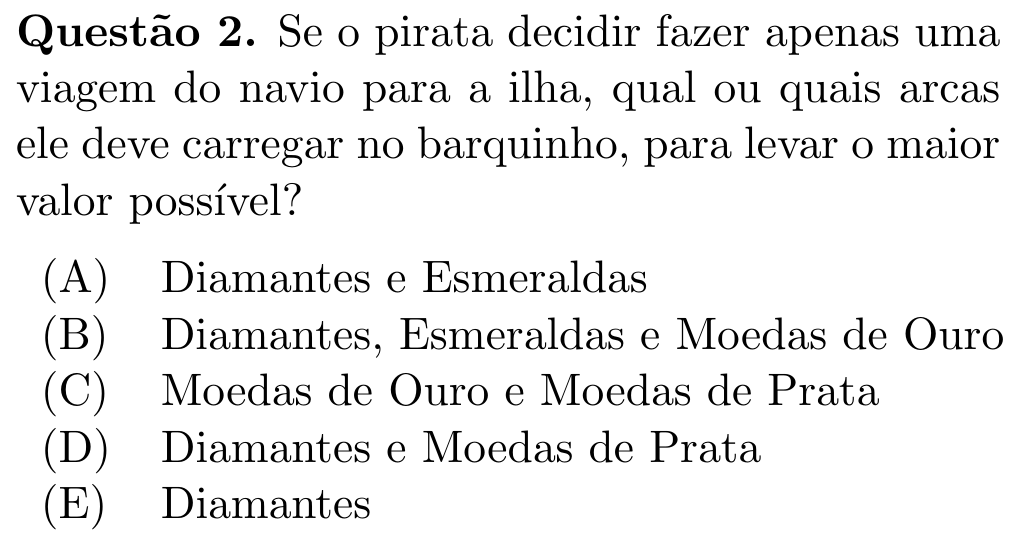 Questão 2. Se o pirata decidir fazer apenas uma
viagem do navio para a ilha, qual ou quais arcas
ele deve carregar no barquinho, para levar o maior
valor possível?
(A) Diamantes e Esmeraldas
(B) Diamantes, Esmeraldas e Moedas de Ouro
(C) Moedas de Ouro e Moedas de Prata
(D) Diamantes e Moedas de Prata
(E) Diamantes